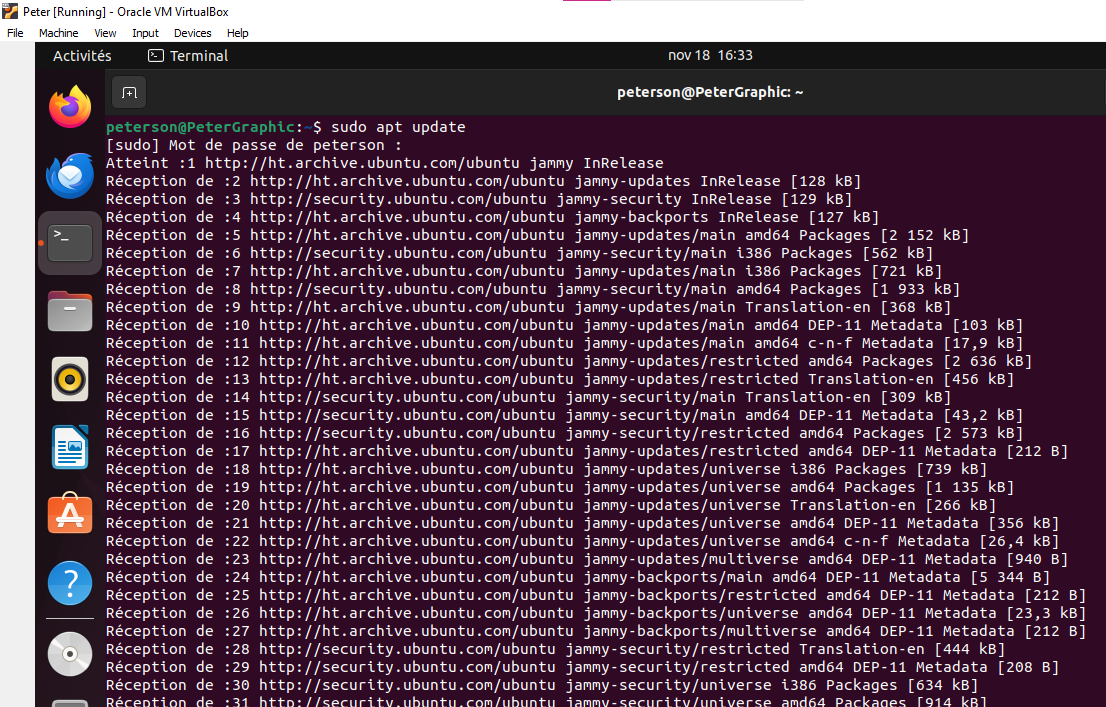 Peter [Running] - Oracle VM VirtualBox
File Machine View Input Devices Help
Activités Terminal nov 18 16:33
peterson@PeterGraphic: ~
peterson@PeterGraphic:~$ sudo apt update
[sudo] Mot de passe de peterson :
Atteint :1 http://ht.archive.ubuntu.com/ubuntu jammy InRelease
Réception de :2 http://ht.archive.ubuntu.com/ubuntu jammy-updates InRelease [128 kB]
Réception de :3 http://security.ubuntu.com/ubuntu jammy-security InRelease [129 kB]
Réception de :4 http://ht.archive.ubuntu.com/ubuntu jammy-backports InRelease [127 kB]
Réception de :5 http://ht.archive.ubuntu.com/ubuntu jammy-updates/main amd64 Packages [2 152 kB]
Réception de :6 http://security.ubuntu.com/ubuntu jammy-security/main i386 Packages [562 kB]
Réception de :7 http://ht.archive.ubuntu.com/ubuntu jammy-updates/main i386 Packages [721 kB]
Réception de :8 http://security.ubuntu.com/ubuntu jammy-security/main amd64 Packages [1 933 kB]
Réception de :9 http://ht.archive.ubuntu.com/ubuntu jammy-updates/main Translation-en [368 kB]
Réception de :10 http://ht.archive.ubuntu.com/ubuntu jammy-updates/main amd64 DEP-11 Metadata [103 kB]
Réception de :11 http://ht.archive.ubuntu.com/ubuntu jammy-updates/main amd64 c-n-f Metadata [17,9 kB]
Réception de :12 http://ht.archive.ubuntu.com/ubuntu jammy-updates/restricted amd64 Packages [2 636 kB]
Réception de :13 http://ht.archive.ubuntu.com/ubuntu jammy-updates/restricted Translation-en [456 kB]
Réception de :14 http://security.ubuntu.com/ubuntu jammy-security/main Translation-en [309 kB]
Réception de :15 http://security.ubuntu.com/ubuntu jammy-security/main amd64 DEP-11 Metadata [43,2 kB]
Réception de :16 http://security.ubuntu.com/ubuntu jammy-security/restricted amd64 Packages [2 573 kB]
Réception de :17 http://ht.archive.ubuntu.com/ubuntu jammy-updates/restricted amd64 DEP-11 Metadata [212 B]
Réception de :18 http://ht.archive.ubuntu.com/ubuntu jammy-updates/universe i386 Packages [739 kB]
Réception de :19 http://ht.archive.ubuntu.com/ubuntu jammy-updates/universe amd64 Packages [1 135 kB]
Réception de :20 http://ht.archive.ubuntu.com/ubuntu jammy-updates/universe Translation-en [266 kB]
Réception de :21 http://ht.archive.ubuntu.com/ubuntu jammy-updates/universe amd64 DEP-11 Metadata [356 kB]
Réception de :22 http://ht.archive.ubuntu.com/ubuntu jammy-updates/universe amd64 c-n-f Metadata [26,4 kB]
Réception de :23 http://ht.archive.ubuntu.com/ubuntu jammy-updates/multiverse amd64 DEP-11 Metadata [940 B]
Réception de :24 http://ht.archive.ubuntu.com/ubuntu jammy-backports/main amd64 DEP-11 Metadata [5 344 B]
Réception de :25 http://ht.archive.ubuntu.com/ubuntu jammy-backports/restricted amd64 DEP-11 Metadata [212 B]
Réception de :26 http://ht.archive.ubuntu.com/ubuntu jammy-backports/universe amd64 DEP-11 Metadata [23,3 kB]
Réception de :27 http://ht.archive.ubuntu.com/ubuntu jammy-backports/multiverse amd64 DEP-11 Metadata [212 B]
Réception de :28 http://security.ubuntu.com/ubuntu jammy-security/restricted Translation-en [444 kB]
Réception de :29 http://security.ubuntu.com/ubuntu jammy-security/restricted amd64 DEP-11 Metadata [208 B]
Réception de :30 http://security.ubuntu.com/ubuntu jammy-security/universe i386 Packages [634 kB]
Réception de :31 http://security.ubuntu.com/ubuntu jammy-security/universe amd64 Packages [914 kB]